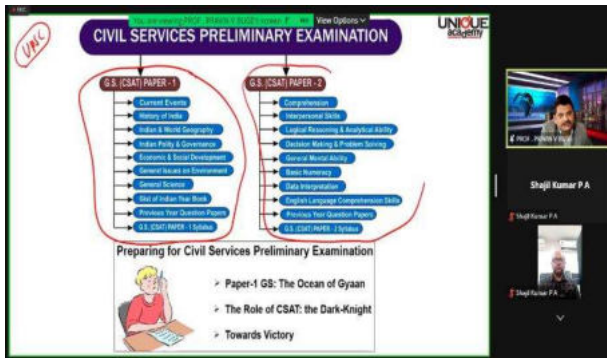 You are viewing PROF. PRAVIN V BUGEY screen
View Options
UNIQUE
academy
UPSC
CIVIL SERVICES PRELIMINARY EXAMINATION
G.S. (CSAT) PAPER - 1
Current Events
History of India
Indian & World Geography
Indian Polity & Governance
Economic & Social Development
General Issues on Environment
General Science
Gist of Indian Year Book
Previous Year Question Papers
G.S. (CSAT) PAPER - 1 Syllabus
G.S. (CSAT) PAPER - 2
Comprehension
Interpersonal Skills
Logical Reasoning & Analytical Ability
Decision Making & Problem Solving
General Mental Ability
Basic Numeracy
Data Interpretation
English Language Comprehension Skills
Previous Year Question Papers
G.S. (CSAT) PAPER - 2 Syllabus
Preparing for Civil Services Preliminary Examination
Paper-1 GS: The Ocean of Gyaan
The Role of CSAT: the Dark-Knight
Towards Victory
PROF. PRAVIN V BUGEY
Shajil Kumar P A
Shajil Kumar P A
Shajil Kumar P A